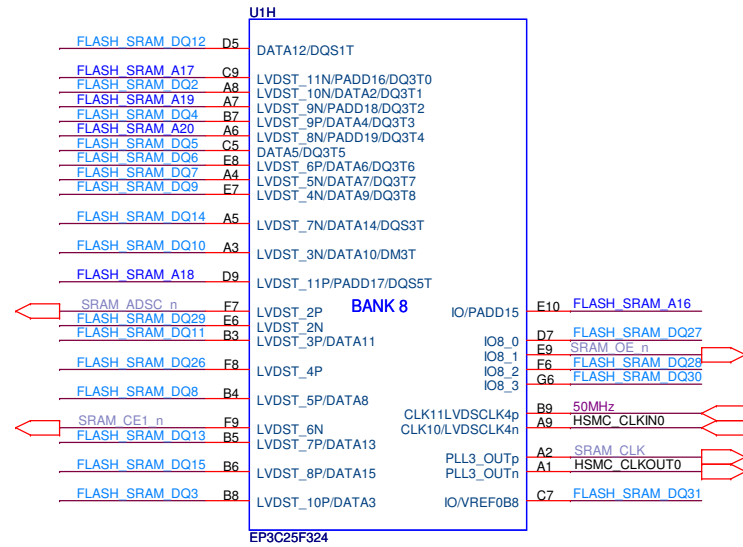 U1H
FLASH_SRAM_DQ12 D5 DATA12/DQS1T
FLASH_SRAM_A17 C9 LVDST_11N/PADD16/DQ3T0
FLASH_SRAM_DQ2 A8 LVDST_10N/DATA2/DQ3T1
FLASH_SRAM_A19 A7 LVDST_9N/PADD18/DQ3T2
FLASH_SRAM_DQ4 B7 LVDST_9P/DATA4/DQ3T3
FLASH_SRAM_A20 A6 LVDST_8N/PADD19/DQ3T4
FLASH_SRAM_DQ5 C5 DATA5/DQ3T5
FLASH_SRAM_DQ6 E8 LVDST_6P/DATA6/DQ3T6
FLASH_SRAM_DQ7 A4 LVDST_5N/DATA7/DQ3T7
FLASH_SRAM_DQ9 E7 LVDST_4N/DATA9/DQ3T8
FLASH_SRAM_DQ14 A5 LVDST_7N/DATA14/DQS3T
FLASH_SRAM_DQ10 A3 LVDST_3N/DATA10/DM3T
FLASH_SRAM_A18 D9 LVDST_11P/PADD17/DQS5T
SRAM_ADSC_n F7 LVDST_2P BANK 8 IO/PADD15 E10 FLASH_SRAM_A16
FLASH_SRAM_DQ29 E6 LVDST_2N
FLASH_SRAM_DQ11 B3 LVDST_3P/DATA11 IO8_0 D7 FLASH_SRAM_DQ27
IO8_1 E9 SRAM_OE_n
FLASH_SRAM_DQ26 F8 LVDST_4P IO8_2 F6 FLASH_SRAM_DQ28
IO8_3 G6 FLASH_SRAM_DQ30
FLASH_SRAM_DQ8 B4 LVDST_5P/DATA8
CLK11LVDSCLK4p B9 50MHz
SRAM_CE1_n F9 LVDST_6N CLK10/LVDSCLK4n A9 HSMC_CLKIN0
FLASH_SRAM_DQ13 B5 LVDST_7P/DATA13
PLL3_OUTp A2 SRAM_CLK
FLASH_SRAM_DQ15 B6 LVDST_8P/DATA15 PLL3_OUTn A1 HSMC_CLKOUT0
FLASH_SRAM_DQ3 B8 LVDST_10P/DATA3 IO/VREF0B8 C7 FLASH_SRAM_DQ31
EP3C25F324